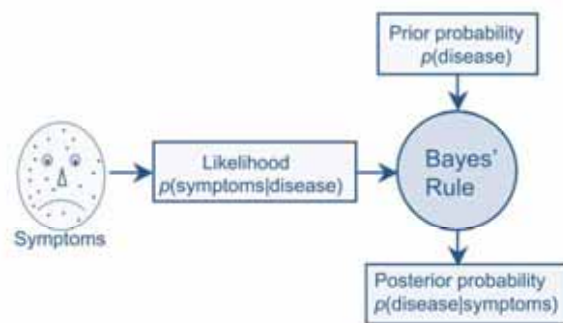 Prior probability
p(disease)
Symptoms
Likelihood
p(symptoms|disease)
Bayes'
Rule
Posterior probability
p(disease|symptoms)